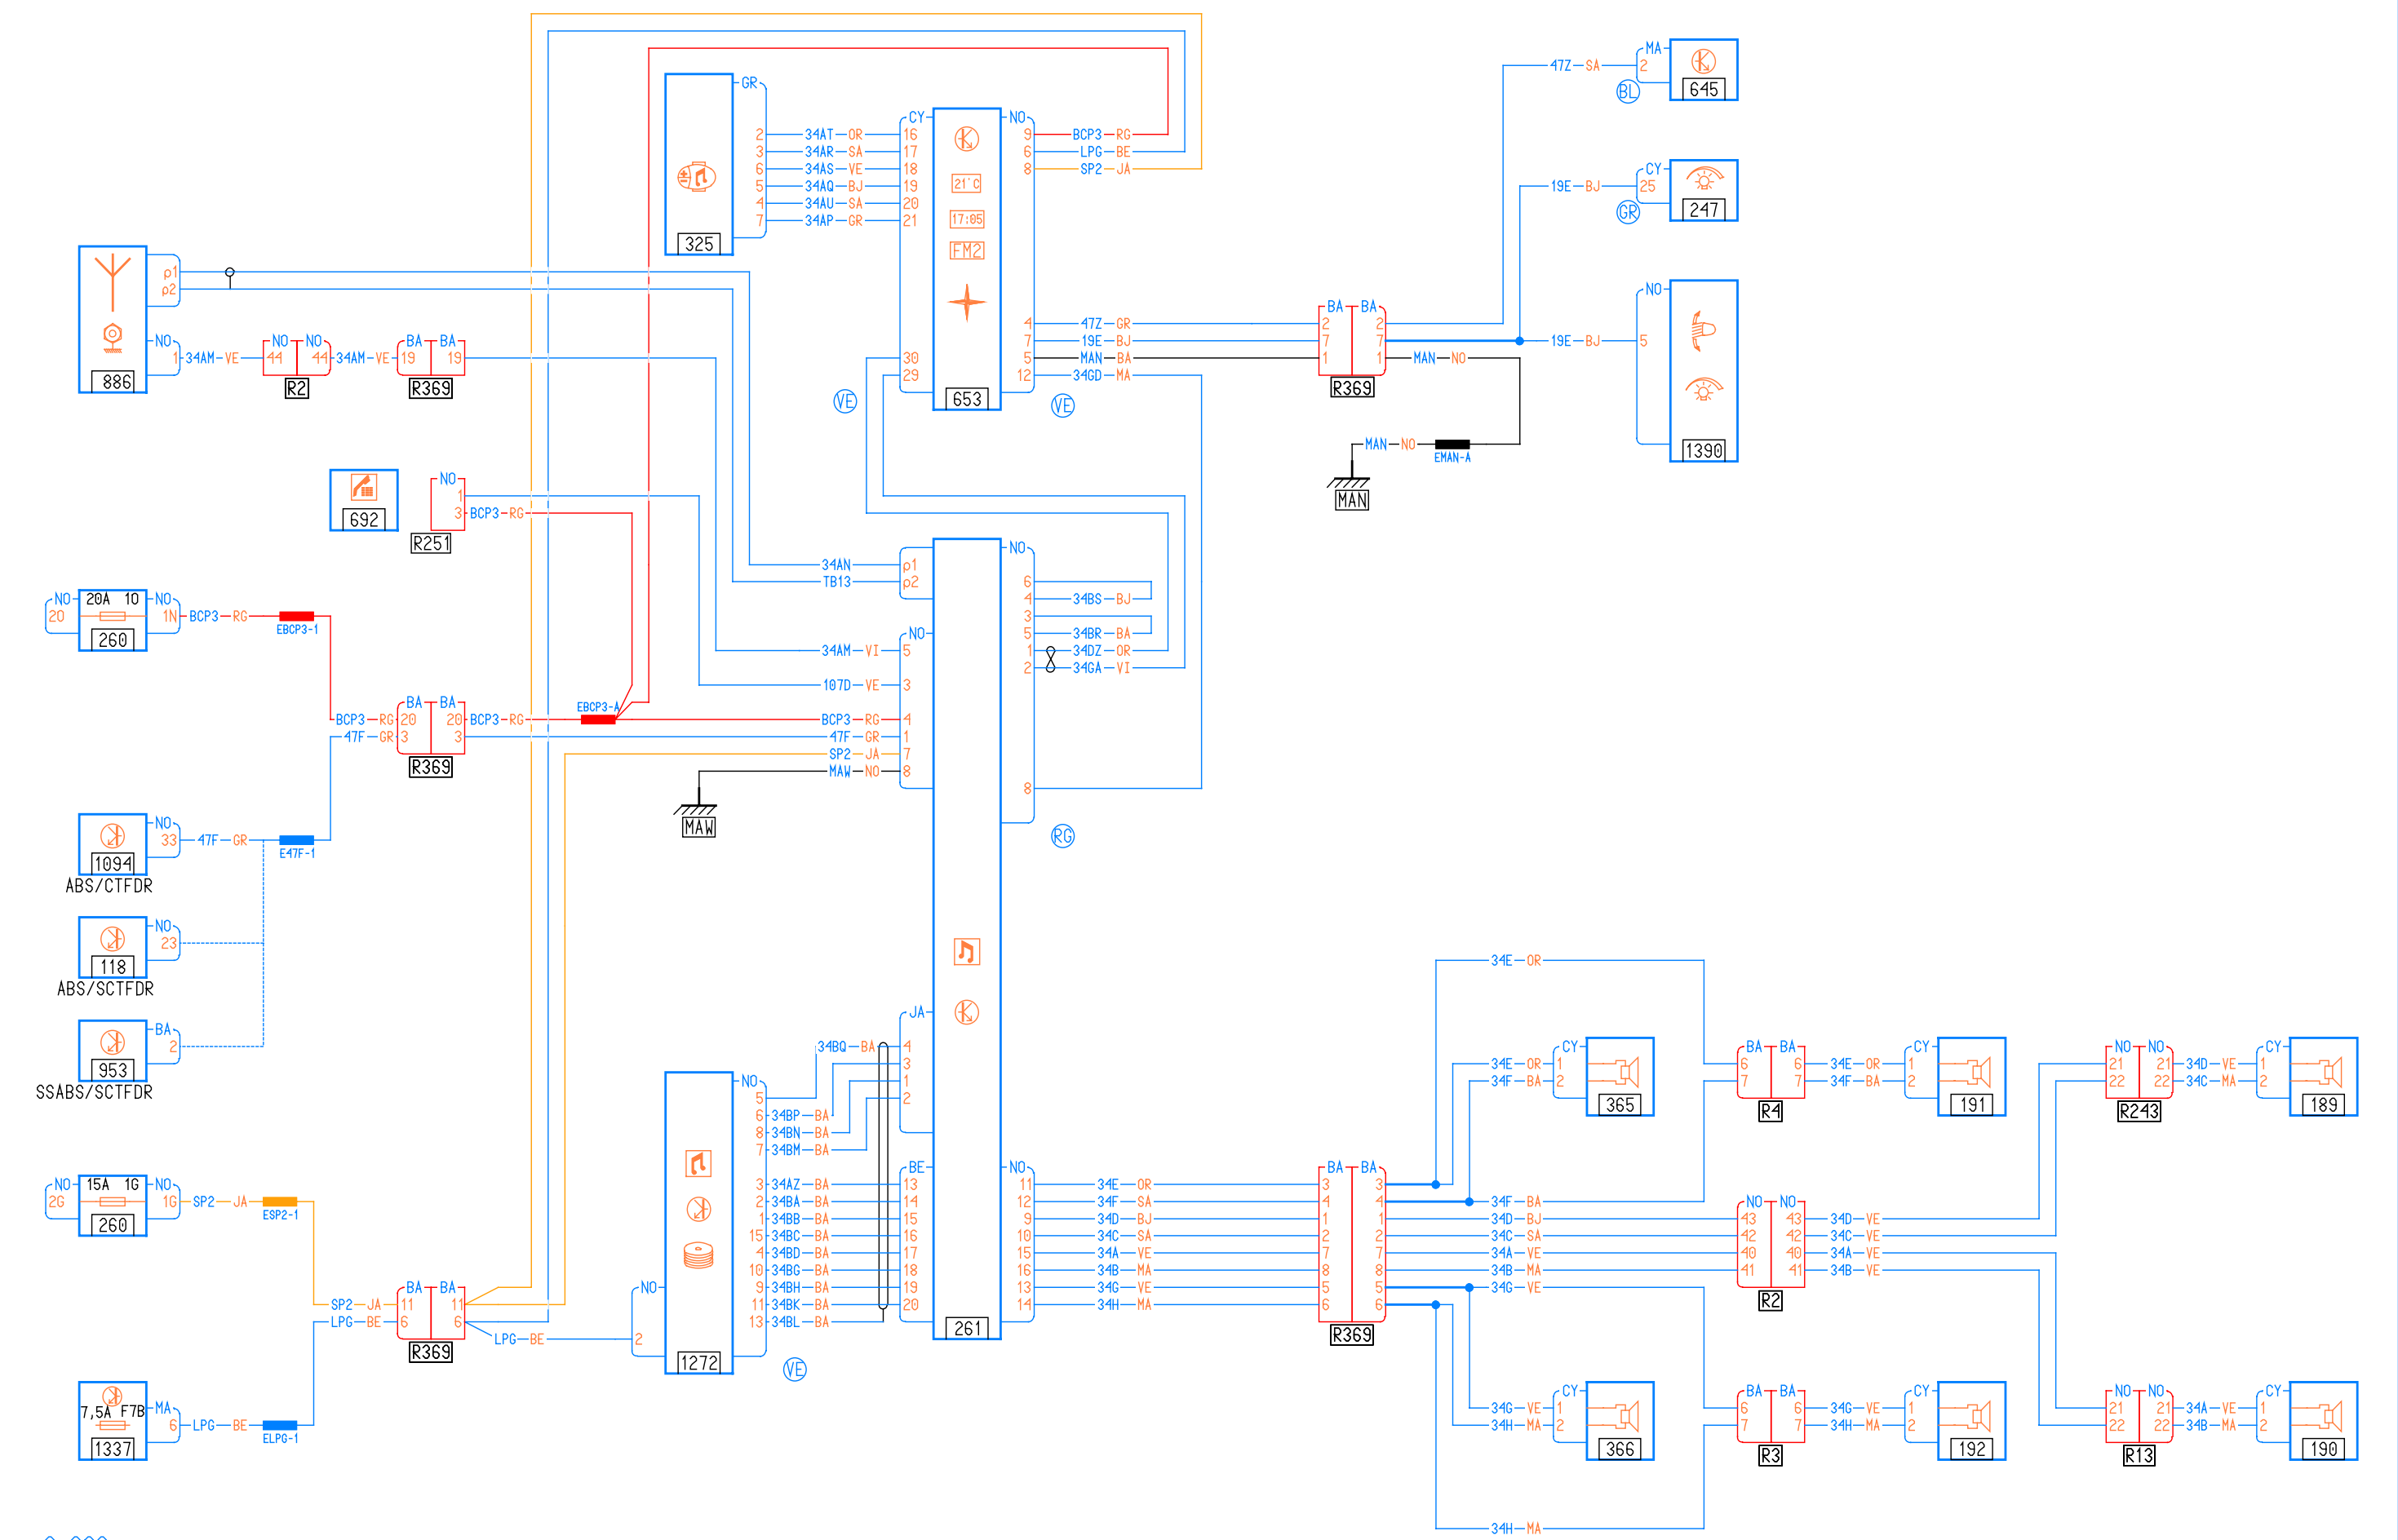 MA
47Z SA 2
BL
645
GR
CY NO
2 34AT OR 16
9 BCP3 RG
3 34AR SA 17
6 LPG BE
6 34AS VE 18
8 SP2 JA
5 34AQ BJ 19
4 34AU SA 20
7 34AP GR 21
325
21°C
17:05
FM2
CY
19E BJ 25
GR
247
p1
p2
NO
1 34AM VE
886
NO NO
44 44
R2
34AM VE
BA BA
19 19
R369
30
29
VE
653
4 47Z GR
7 19E BJ
5 MAN BA
12 34GD MA
VE
BA BA
2 2
7 7
1 1
R369
MAN NO
MAN NO
EMAN-A
MAN
NO
19E BJ 5
1390
692
NO
1
3 BCP3 RG
R251
34AN p1
TB13 p2
NO
34AM VI 5
107D VE 3
BCP3 RG 4
47F GR 1
SP2 JA 7
MAW NO 8
MAW
NO
6
4 34BS BJ
3
5 34BR BA
1 34DZ OR
2 34GA VI
8
RG
NO 20A 10 NO
20 1N BCP3 RG
260
EBCP3-1
BA BA
BCP3 RG 20 20 BCP3 RG
47F GR 3 3
R369
EBCP3-A
NO
33 47F GR
1094
ABS/CTFDR
E47F-1
NO
23
118
ABS/SCTFDR
BA
2
953
SSABS/SCTFDR
NO 15A 1G NO
2G 1G SP2 JA
260
ESP2-1
BA BA
SP2 JA 11 11
LPG BE 6 6
R369
LPG BE
7,5A F7B
MA
6 LPG BE
1337
ELPG-1
NO
2
1272
NO
JA
5 34BQ BA 4
6 34BP BA 3
8 34BN BA 1
7 34BM BA 2
BE
3 34AZ BA 13
2 34BA BA 14
1 34BB BA 15
15 34BC BA 16
4 34BD BA 17
10 34BG BA 18
9 34BH BA 19
11 34BK BA 20
13 34BL BA
VE
261
NO
11 34E OR
12 34F SA
9 34D BJ
10 34C SA
15 34A VE
16 34B MA
13 34G VE
14 34H MA
BA BA
3 3
4 4
1 1
2 2
7 7
8 8
5 5
6 6
R369
34E OR
CY
34E OR 1
34F BA 2
365
34F BA
34D BJ
34C SA
34A VE
34B MA
34G VE
CY
34G VE 1
34H MA 2
366
34H MA
BA BA
6 6 34E OR
7 7 34F BA
R4
CY
1
2
191
NO NO
43 43 34D VE
42 42 34C VE
40 40 34A VE
41 41 34B VE
R2
BA BA
6 6 34G VE
7 7 34H MA
R3
CY
1
2
192
NO NO
21 21 34D VE
22 22 34C MA
R243
CY
1
2
189
NO NO
21 21 34A VE
22 22 34B MA
R13
CY
1
2
190